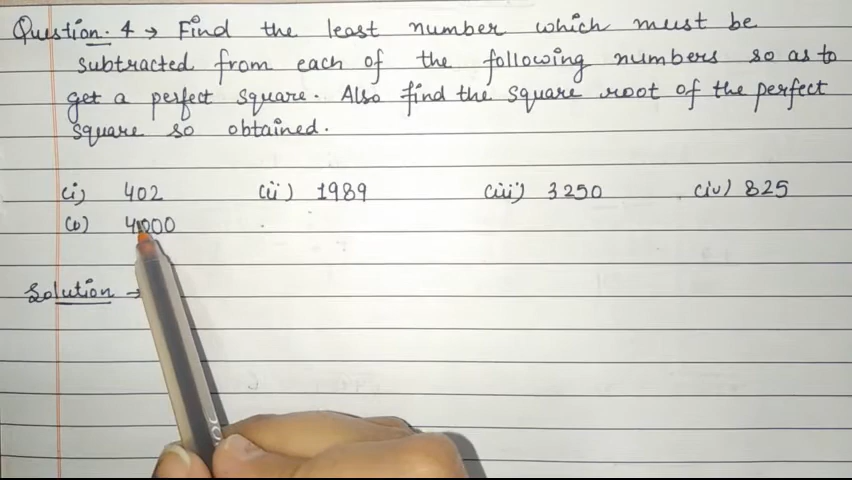 Question. 4 → Find the least number which must be
subtracted from each of the following numbers so as to
get a perfect square. Also find the square root of the perfect
square so obtained.
(i) 402 (ii) 1989 (iii) 3250 (iv) 825
(v) 4000
Solution →